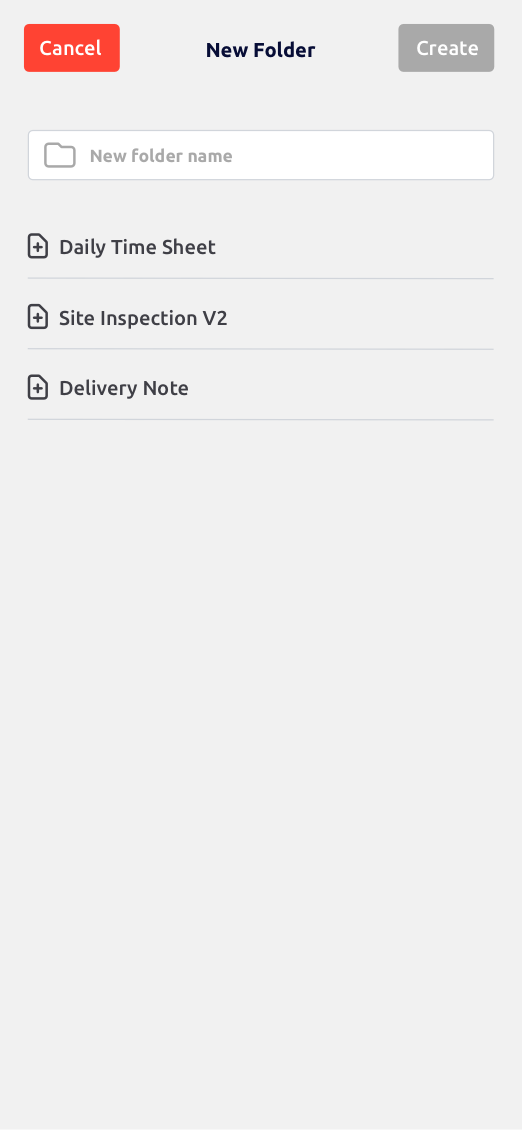 Cancel
New Folder
Create
New folder name
Daily Time Sheet
Site Inspection V2
Delivery Note